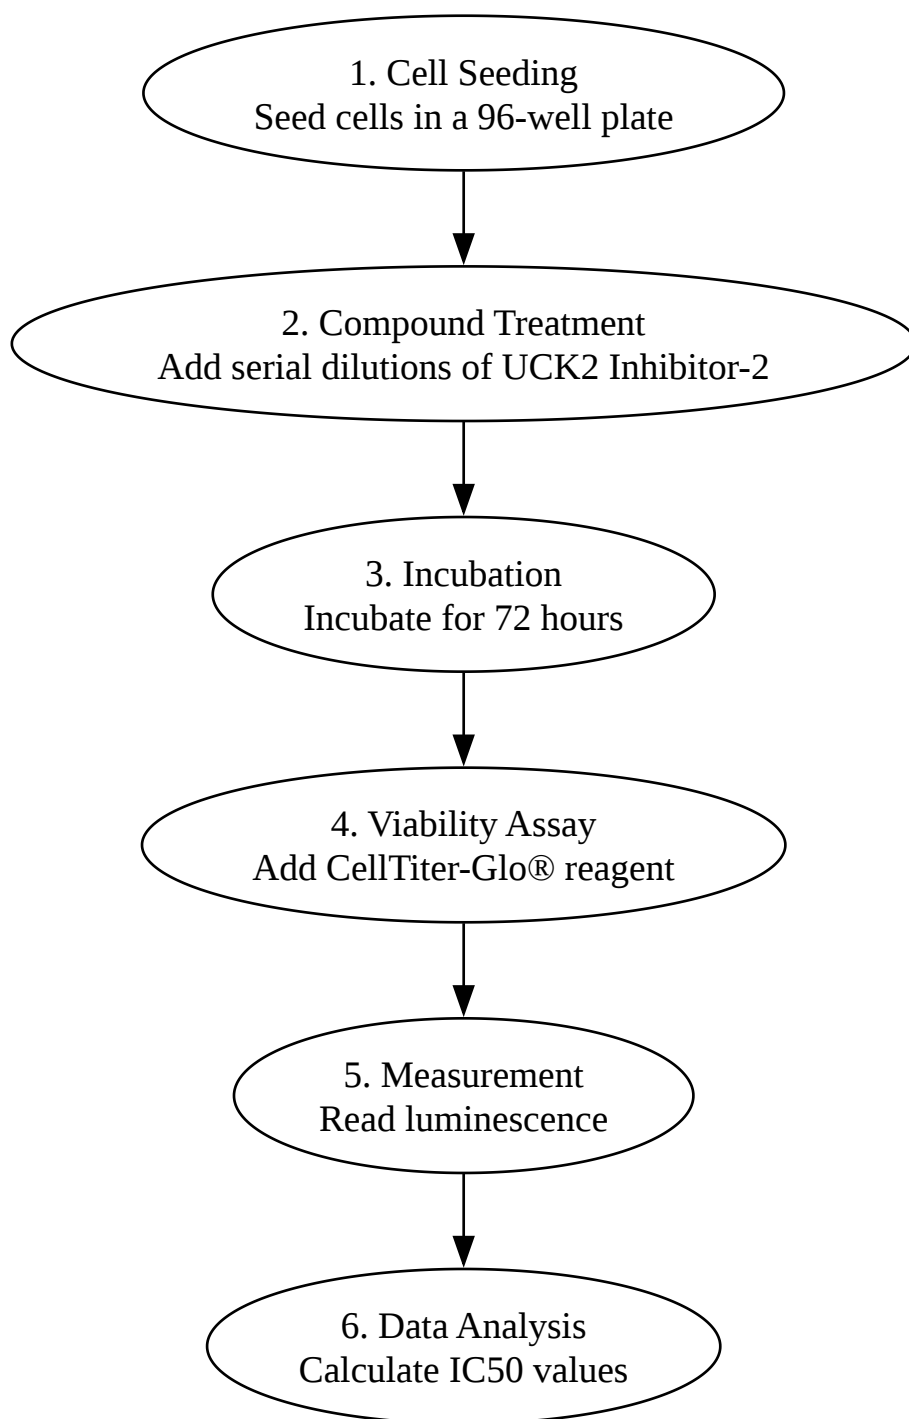 1. Cell Seeding
Seed cells in a 96-well plate
2. Compound Treatment
Add serial dilutions of UCK2 Inhibitor-2
3. Incubation
Incubate for 72 hours
4. Viability Assay
Add CellTiter-Glo® reagent
5. Measurement
Read luminescence
6. Data Analysis
Calculate IC50 values